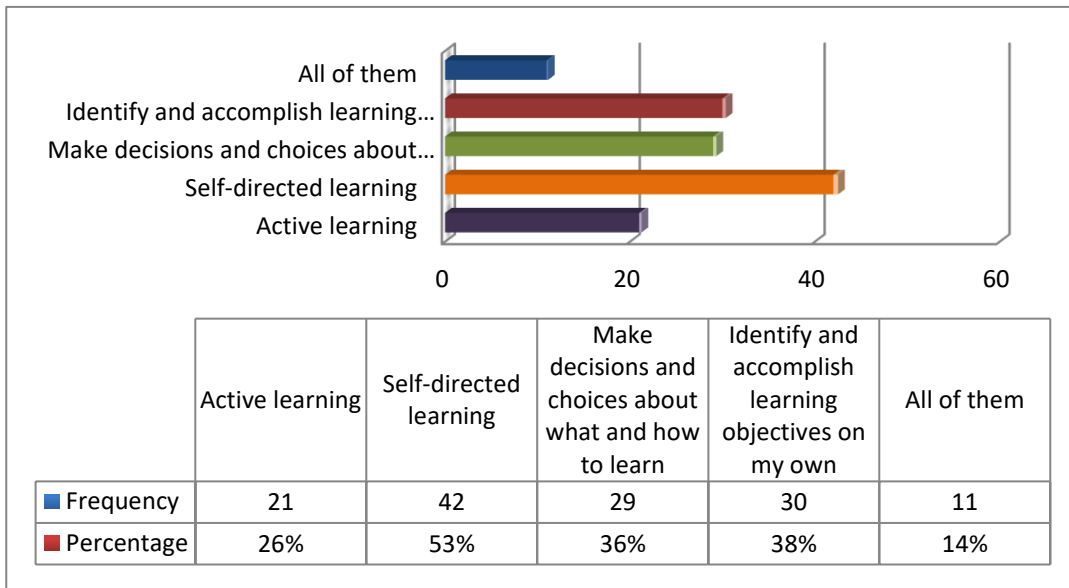 All of them
Identify and accomplish learning…
Make decisions and choices about…
Self-directed learning
Active learning
0 20 40 60
Active learning
Self-directed
learning
Make
decisions and
choices about
what and how
to learn
Identify and
accomplish
learning
objectives on
my own
All of them
Frequency 21 42 29 30 11
Percentage 26% 53% 36% 38% 14%